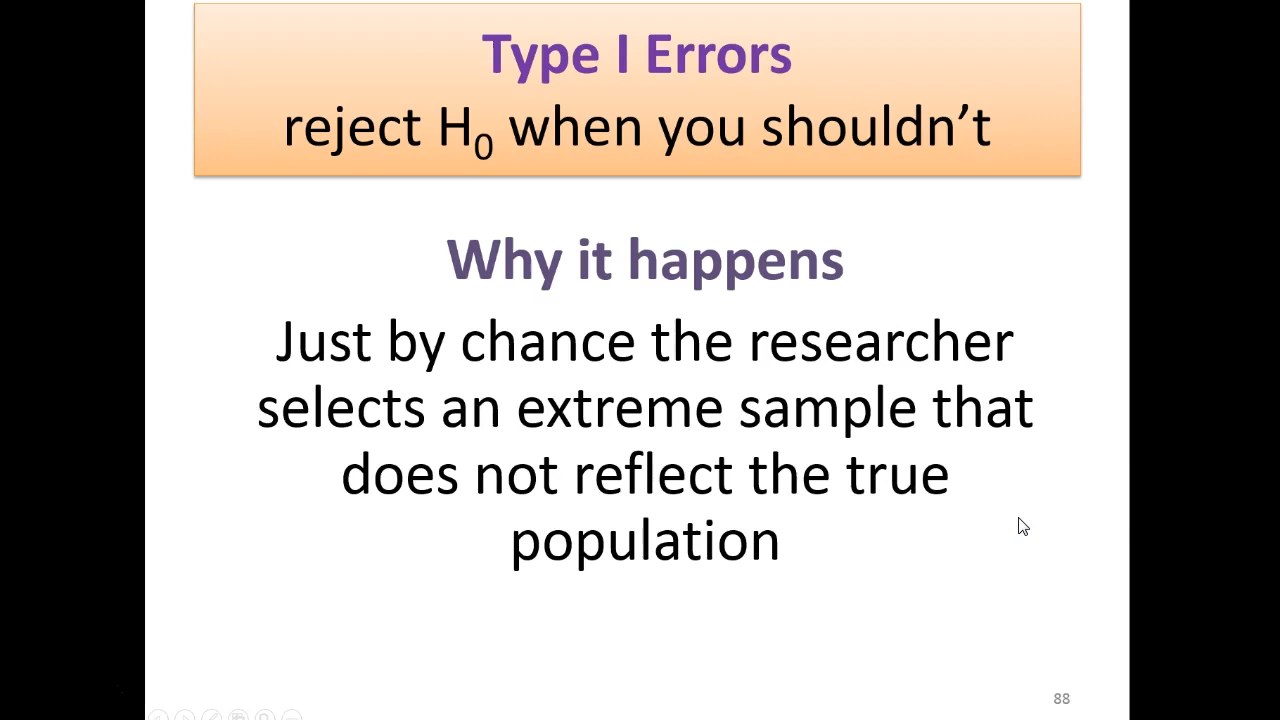 Type I Errors
reject H₀ when you shouldn’t
Why it happens
Just by chance the researcher
selects an extreme sample that
does not reflect the true
population
88